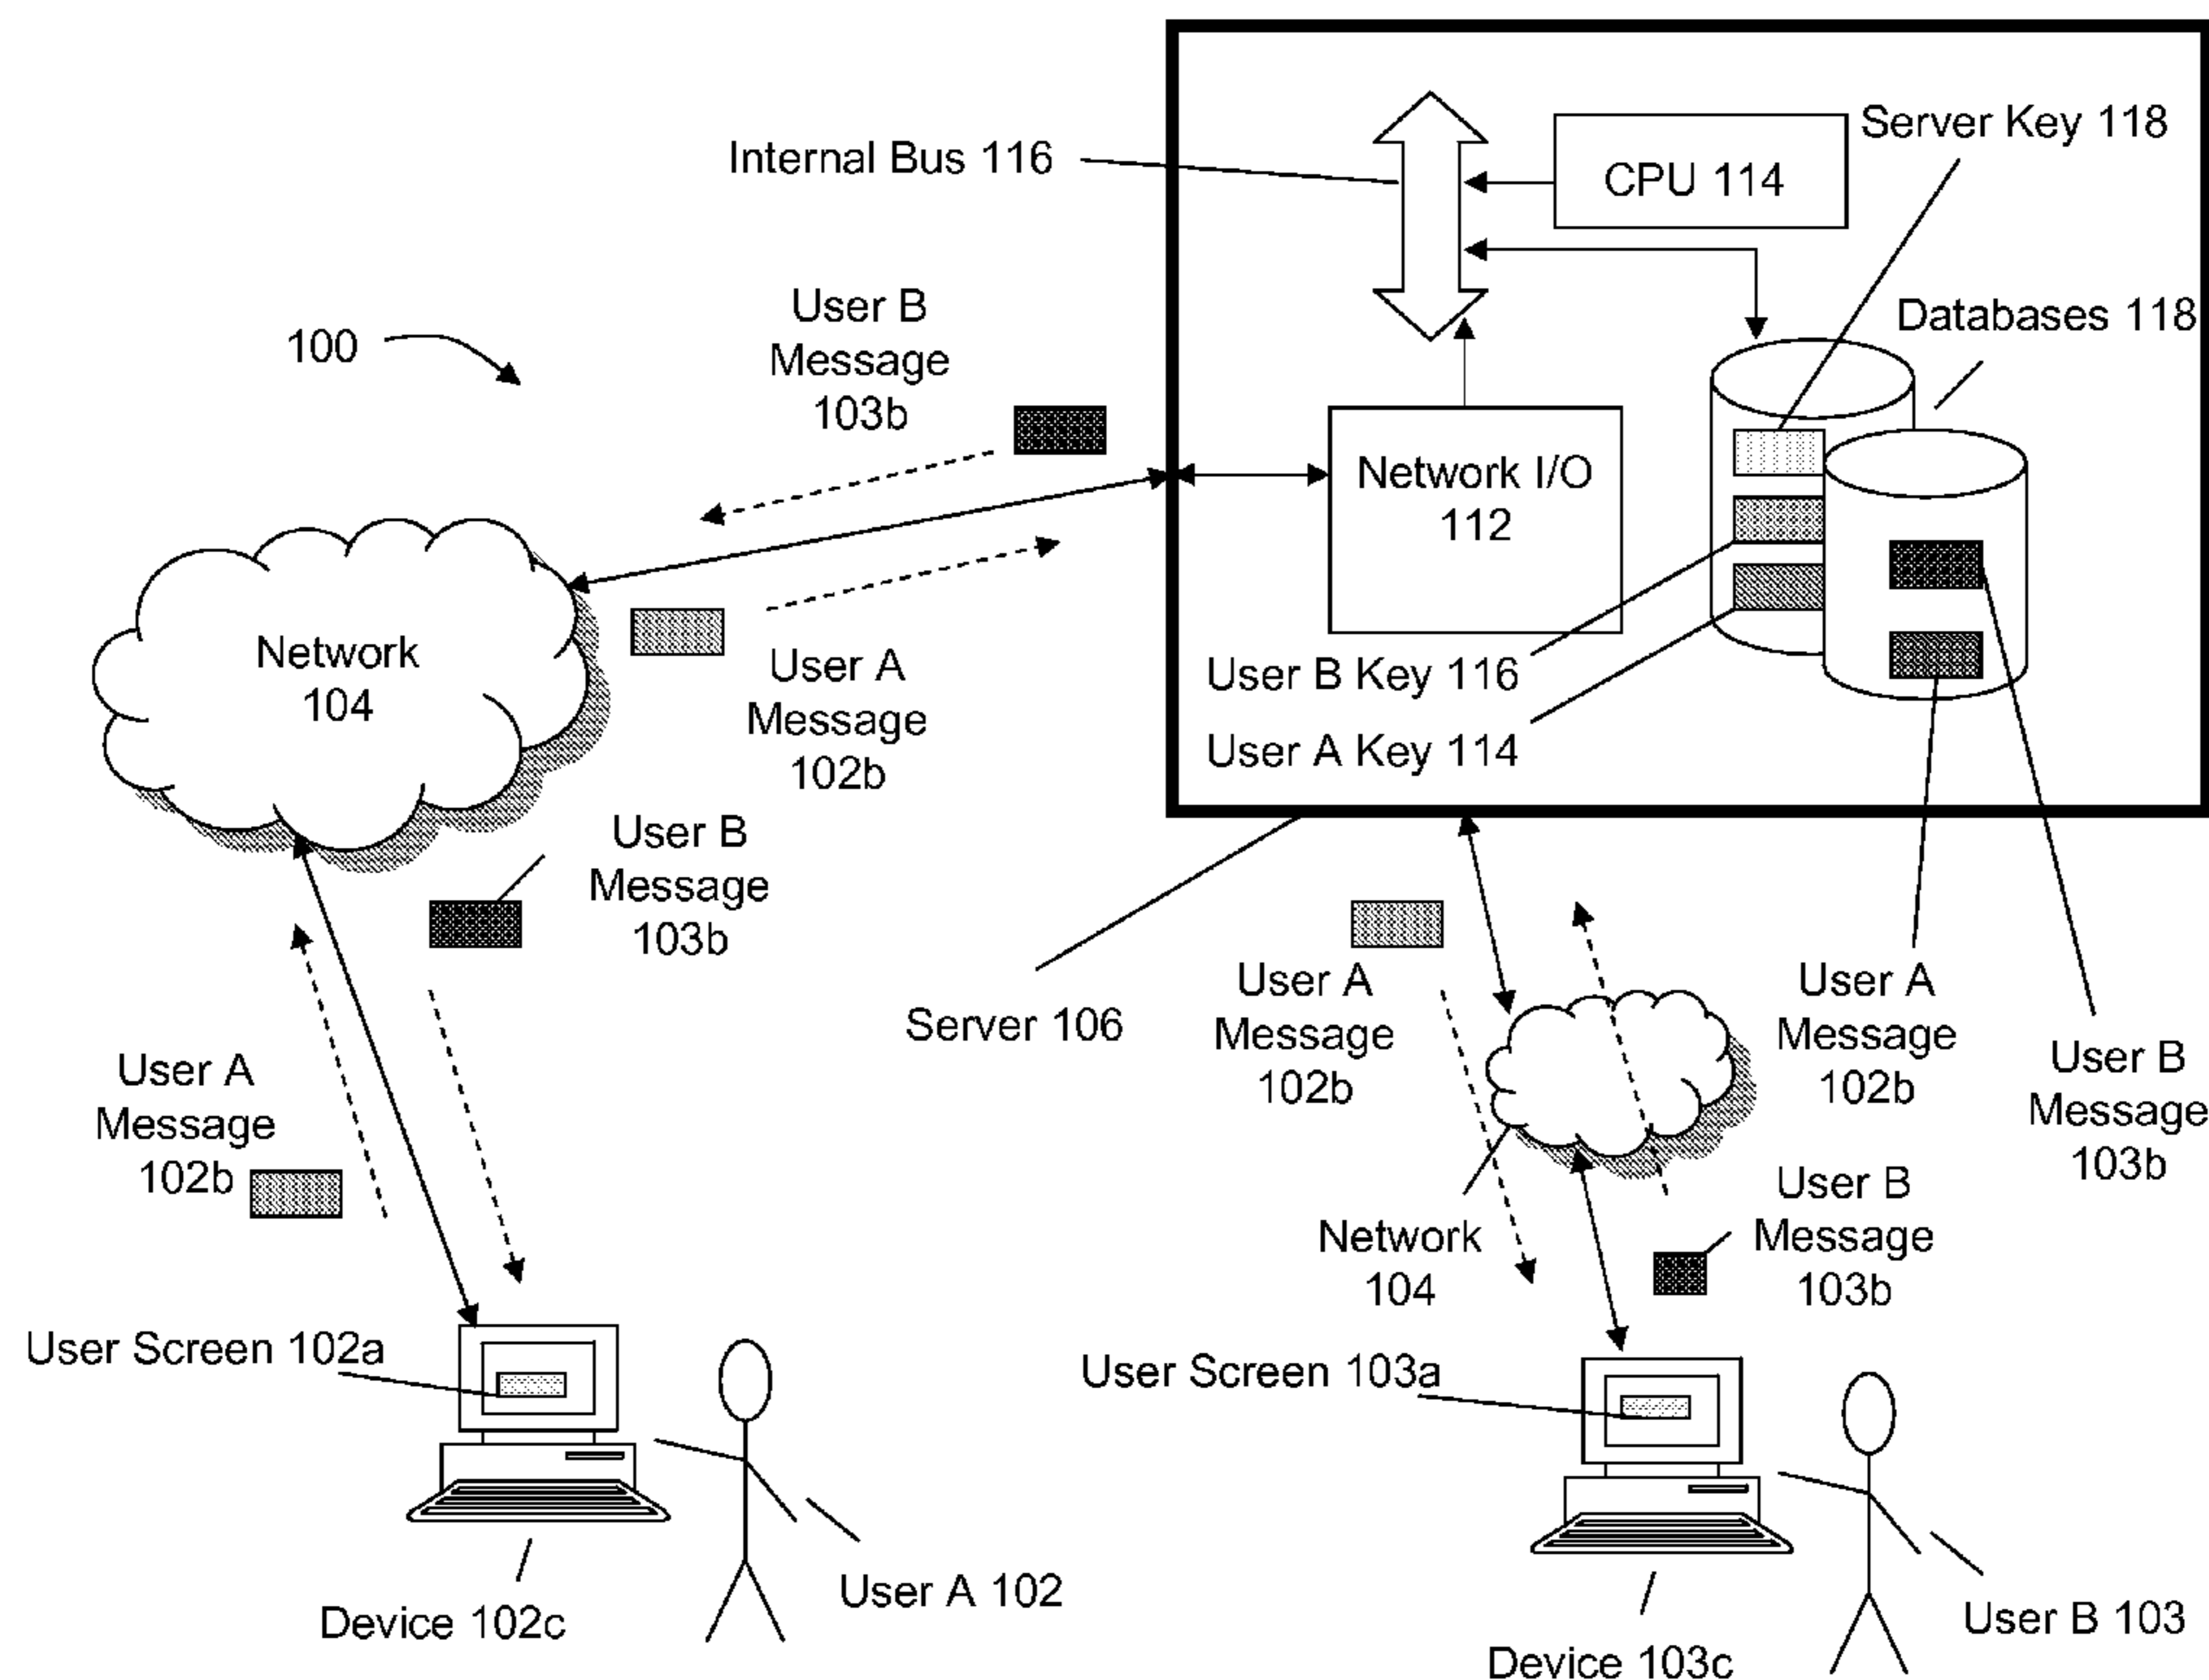 Internal Bus 116
CPU 114
Server Key 118
Databases 118
100
User B
Message
103b
Network I/O
112
Network
104
User A
Message
102b
User B Key 116
User A Key 114
User B
Message
103b
Server 106
User A
Message
102b
User A
Message
102b
User B
Message
103b
User A
Message
102b
Network
104
User B
Message
103b
User Screen 102a
User Screen 103a
User A 102
Device 102c
User B 103
Device 103c